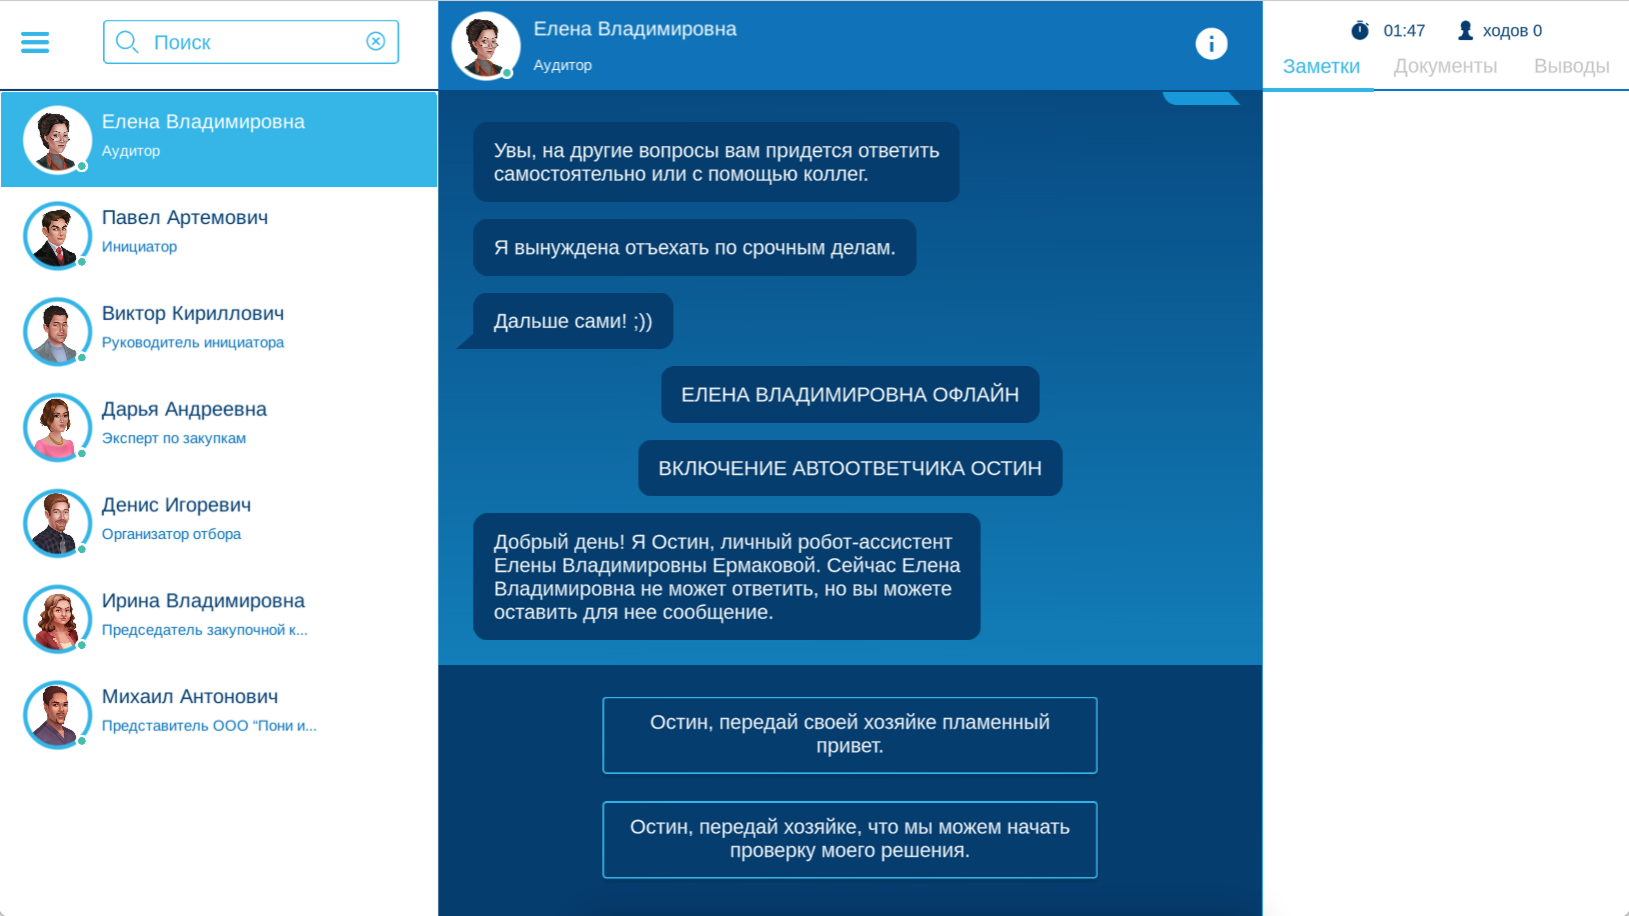 Поиск
Елена Владимировна
Аудитор
Павел Артемович
Инициатор
Виктор Кириллович
Руководитель инициатора
Дарья Андреевна
Эксперт по закупкам
Денис Игоревич
Организатор отбора
Ирина Владимировна
Председатель закупочной к...
Михаил Антонович
Представитель ООО “Пони и...
Елена Владимировна
Аудитор
Увы, на другие вопросы вам придется ответить
самостоятельно или с помощью коллег.
Я вынуждена отъехать по срочным делам.
Дальше сами! ;))
ЕЛЕНА ВЛАДИМИРОВНА ОФЛАЙН
ВКЛЮЧЕНИЕ АВТООТВЕТЧИКА ОСТИН
Добрый день! Я Остин, личный робот-ассистент
Елены Владимировны Ермаковой. Сейчас Елена
Владимировна не может ответить, но вы можете
оставить для нее сообщение.
Остин, передай своей хозяйке пламенный
привет.
Остин, передай хозяйке, что мы можем начать
проверку моего решения.
01:47 ходов 0
Заметки Документы Выводы